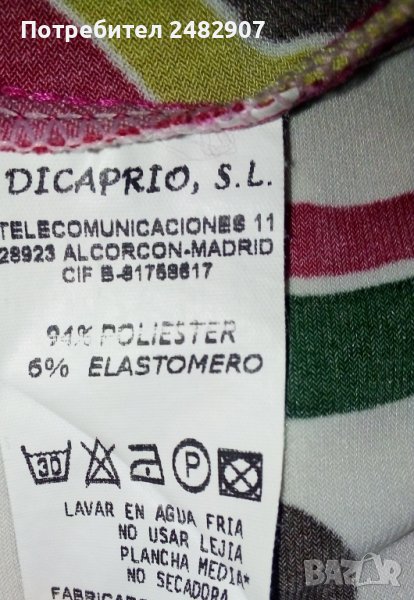 Потребител 2482907
DICAPRIO, S.L.
TELECOMUNICACIONES 11
28923 ALCORCON-MADRID
CIF B-81758617
94% POLIESTER
6% ELASTOMERO
30 P
LAVAR EN AGUA FRIA
NO USAR LEJIA
PLANCHA MEDIA*
NO SECADORA
BAZAR